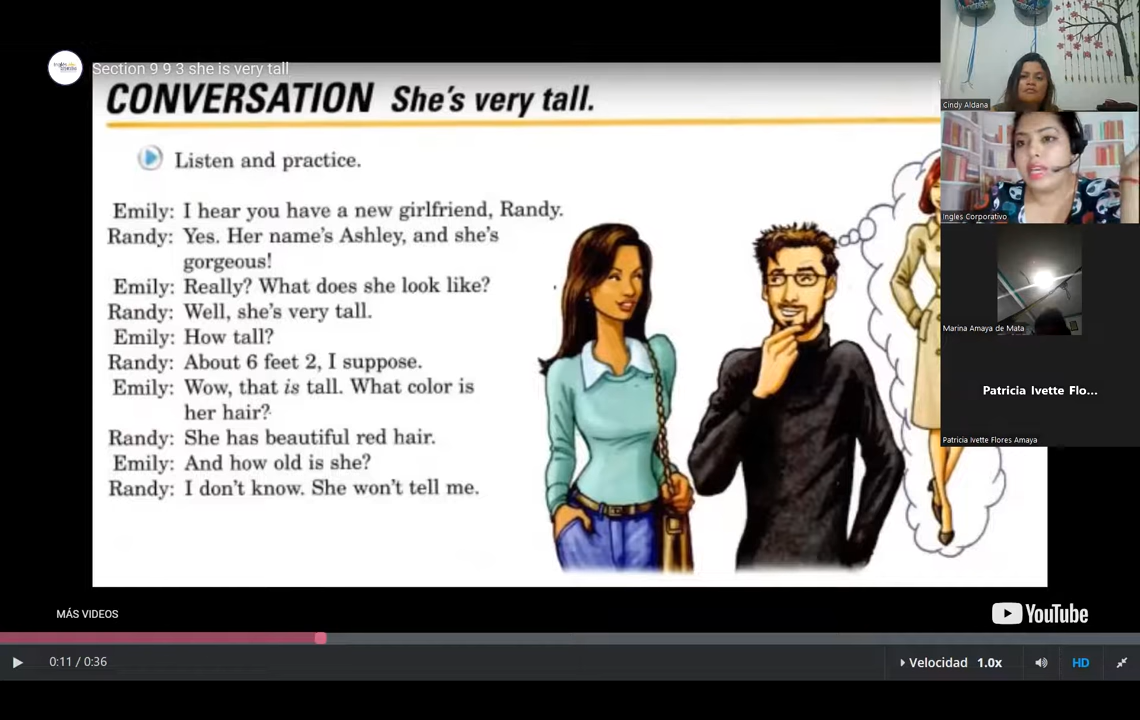 Section 9 9 3 she is very tall
CONVERSATION She's very tall.
Listen and practice.
Emily: I hear you have a new girlfriend, Randy.
Randy: Yes. Her name's Ashley, and she's
gorgeous!
Emily: Really? What does she look like?
Randy: Well, she's very tall.
Emily: How tall?
Randy: About 6 feet 2, I suppose.
Emily: Wow, that is tall. What color is
her hair?
Randy: She has beautiful red hair.
Emily: And how old is she?
Randy: I don't know. She won't tell me.
Cindy Aldana
Ingles Corporativo
Marina Amaya de Mata
Patricia Ivette Flo...
Patricia Ivette Flores Amaya
MÁS VIDEOS
YouTube
0:11 / 0:36
Velocidad 1.0x
HD